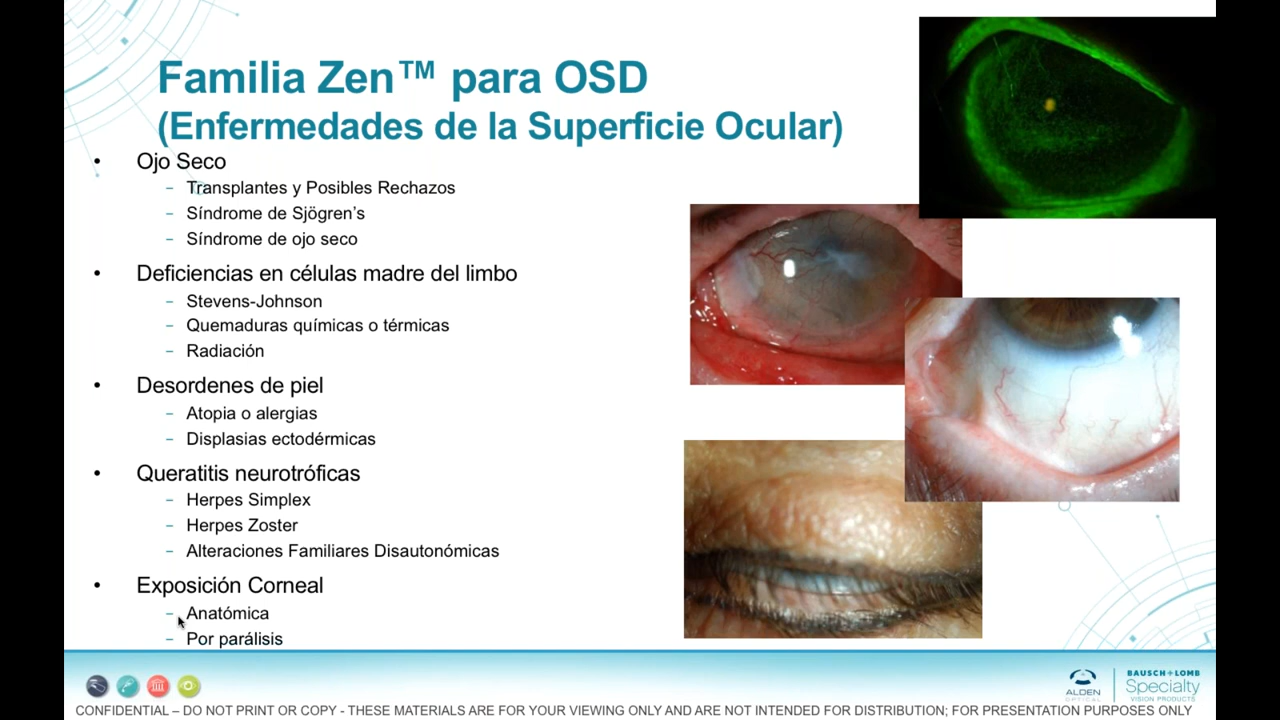 Familia Zen™ para OSD
(Enfermedades de la Superficie Ocular)
• Ojo Seco
– Transplantes y Posibles Rechazos
– Síndrome de Sjögren’s
– Síndrome de ojo seco
• Deficiencias en células madre del limbo
– Stevens-Johnson
– Quemaduras químicas o térmicas
– Radiación
• Desordenes de piel
– Atopia o alergias
– Displasias ectodérmicas
• Queratitis neurotróficas
– Herpes Simplex
– Herpes Zoster
– Alteraciones Familiares Disautonómicas
• Exposición Corneal
– Anatómica
– Por parálisis
ALDEN
OPTICAL
BAUSCH + LOMB
Specialty
VISION PRODUCTS
CONFIDENTIAL – DO NOT PRINT OR COPY - THESE MATERIALS ARE FOR YOUR VIEWING ONLY AND ARE NOT INTENDED FOR DISTRIBUTION; FOR PRESENTATION PURPOSES ONLY